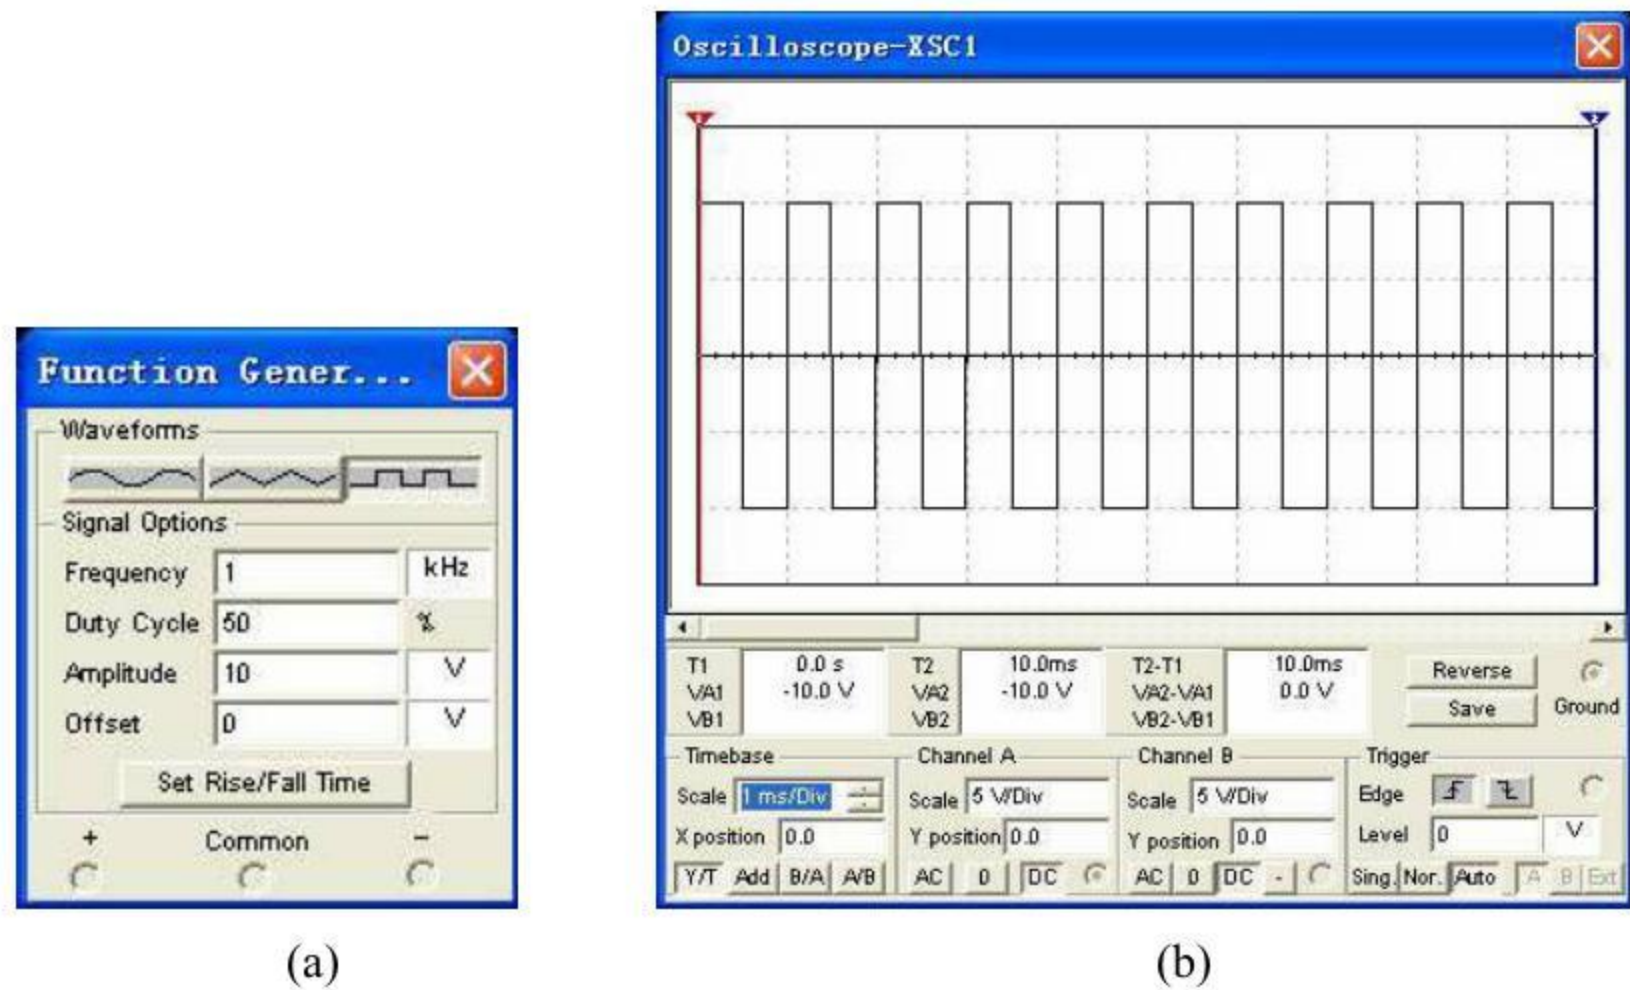 Function Gener...
Waveforms
Signal Options
Frequency 1 kHz
Duty Cycle 50 %
Amplitude 10 V
Offset 0 V
Set Rise/Fall Time
+ Common −
(a)
Oscilloscope-XSC1
1 2
T1 0.0 s T2 10.0ms T2-T1 10.0ms Reverse
VA1 -10.0 V VA2 -10.0 V VA2-VA1 0.0 V
VB1 VB2 VB2-VB1 Save Ground
Timebase Channel A Channel B Trigger
Scale 1 ms/Div Scale 5 V/Div Scale 5 V/Div Edge
X position 0.0 Y position 0.0 Y position 0.0 Level 0 V
Y/T Add B/A A/B AC 0 DC AC 0 DC - Sing. Nor. Auto A B Ext
(b)